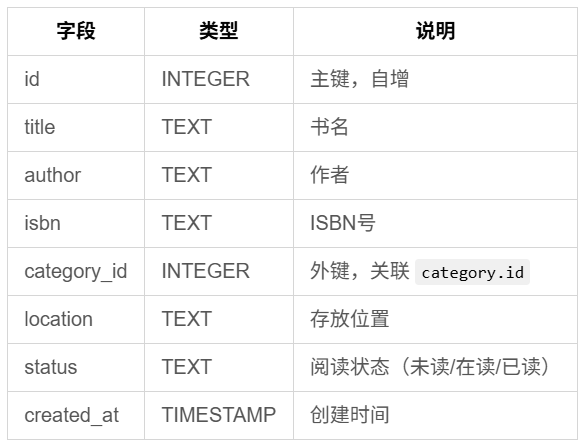 字段 类型 说明
id INTEGER 主键，自增
title TEXT 书名
author TEXT 作者
isbn TEXT ISBN号
category_id INTEGER 外键，关联 category.id
location TEXT 存放位置
status TEXT 阅读状态（未读/在读/已读）
created_at TIMESTAMP 创建时间